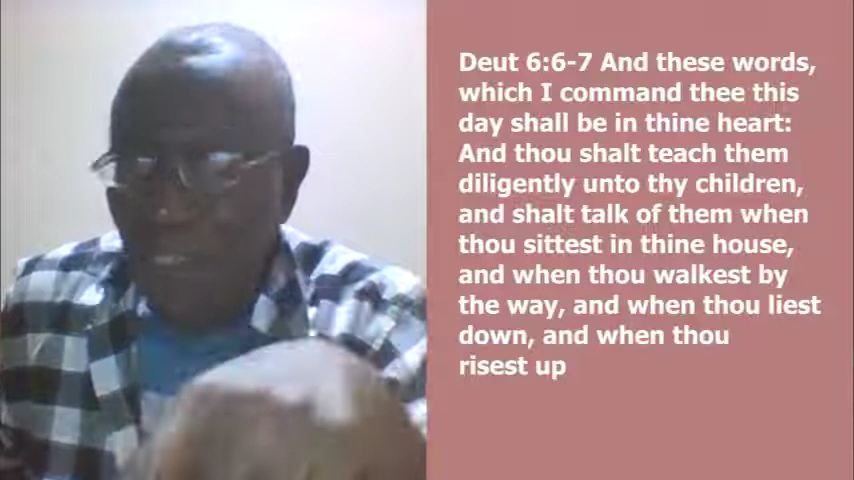 Deut 6:6-7 And these words,
which I command thee this
day shall be in thine heart:
And thou shalt teach them
diligently unto thy children,
and shalt talk of them when
thou sittest in thine house,
and when thou walkest by
the way, and when thou liest
down, and when thou
risest up